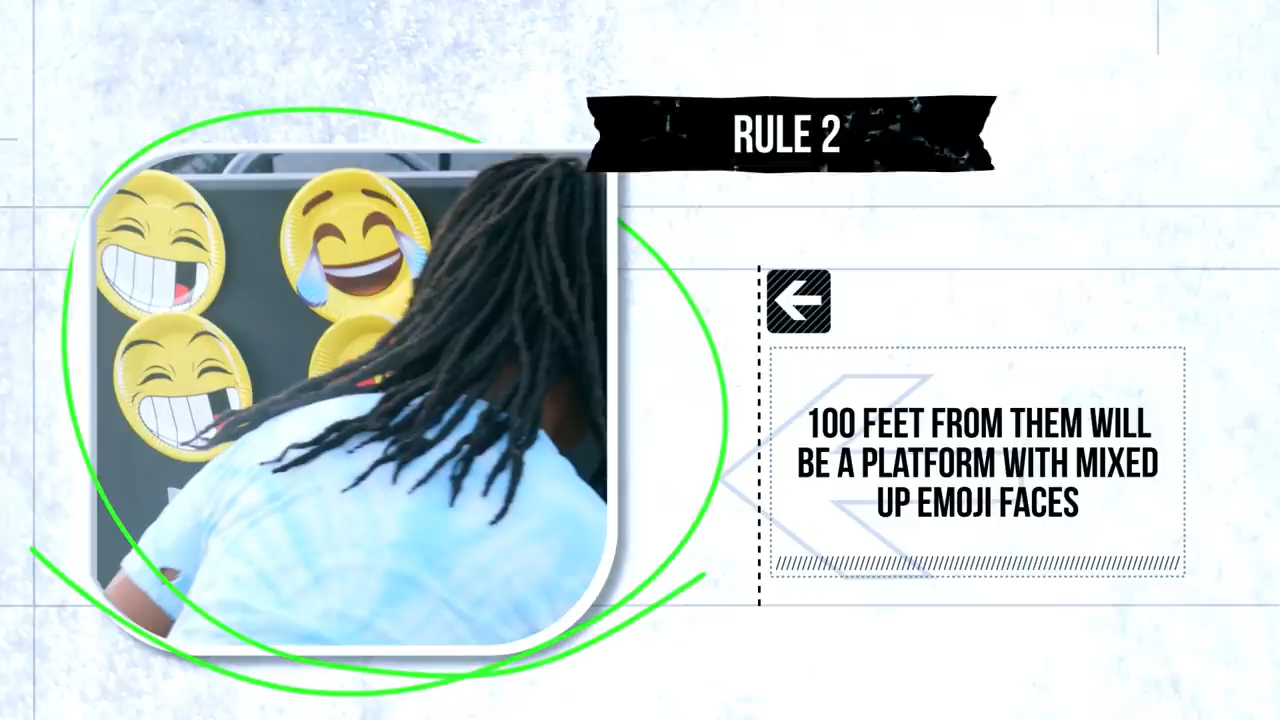 RULE 2
100 FEET FROM THEM WILL
BE A PLATFORM WITH MIXED
UP EMOJI FACES